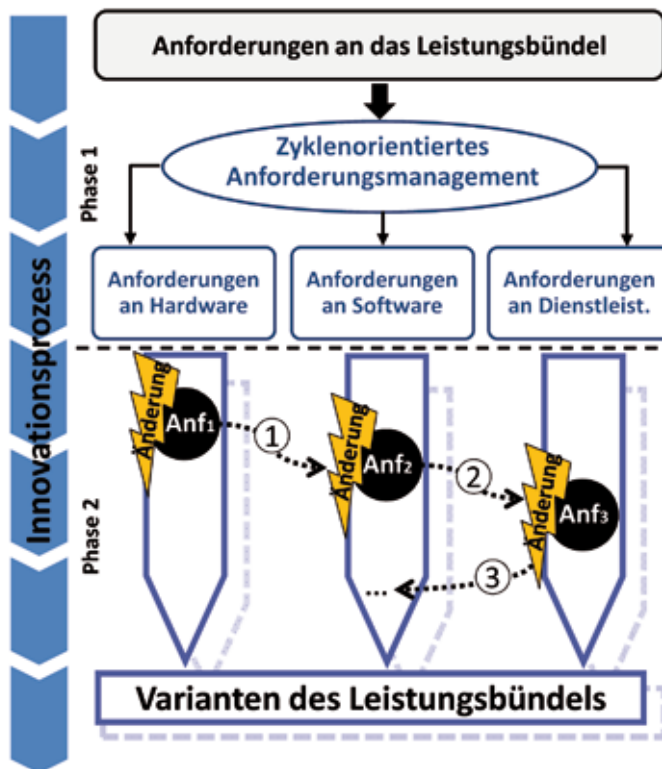 Anforderungen an das Leistungsbündel
Innovationsprozess
Phase 1
Zyklenorientiertes
Anforderungsmanagement
Anforderungen
an Hardware
Anforderungen
an Software
Anforderungen
an Dienstleist.
Phase 2
Änderung
Anf1
1
Änderung
Anf2
2
Änderung
Anf3
3
...
Varianten des Leistungsbündels